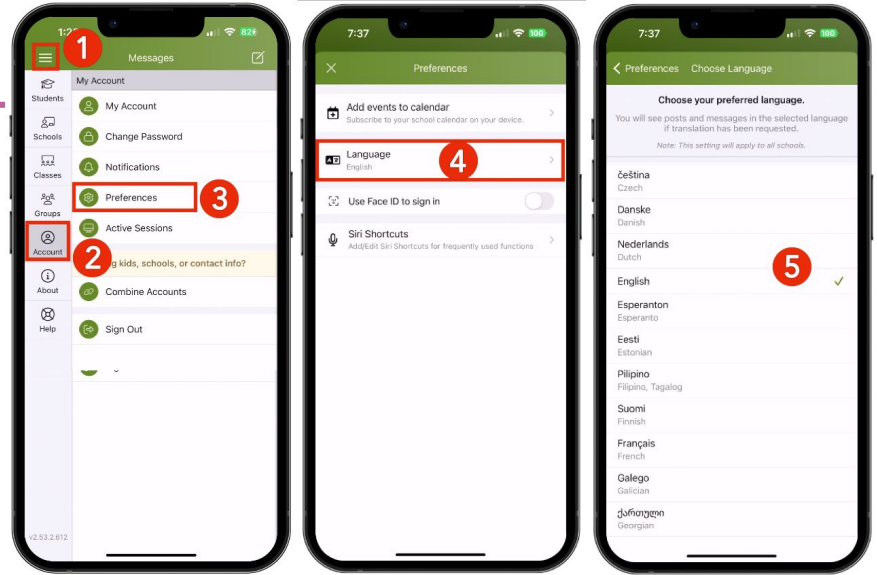 1:2
82
1
Messages
My Account
Students
My Account
Schools
Change Password
Classes
Notifications
Groups
Preferences
3
Account
Active Sessions
2
g kids, schools, or contact info?
About
Combine Accounts
Help
Sign Out
v2.53.2.612
7:37
100
Preferences
Add events to calendar
Subscribe to your school calendar on your device.
Language
English
4
Use Face ID to sign in
Siri Shortcuts
Add/Edit Siri Shortcuts for frequently used functions
7:37
100
Preferences Choose Language
Choose your preferred language.
You will see posts and messages in the selected language
if translation has been requested.
Note: This setting will apply to all schools.
čeština
Czech
Danske
Danish
Nederlands
Dutch
5
English
Esperanton
Esperanto
Eesti
Estonian
Pilipino
Filipino, Tagalog
Suomi
Finnish
Français
French
Galego
Galician
ქართული
Georgian